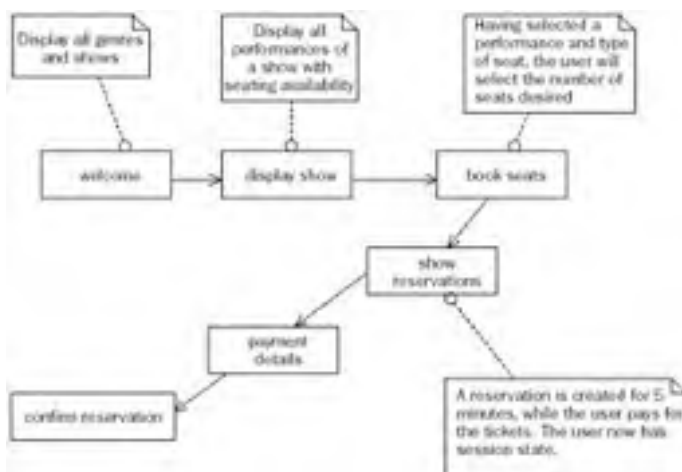 Display all genres
and shows
Display all
performances of
a show with
seating availability
Having selected a
performance and type
of seat, the user will
select the number of
seats desired
welcome
display show
book seats
show
reservations
payment
details
confirm reservation
A reservation is created for 5
minutes, while the user pays for
the tickets. The user now has
session state.